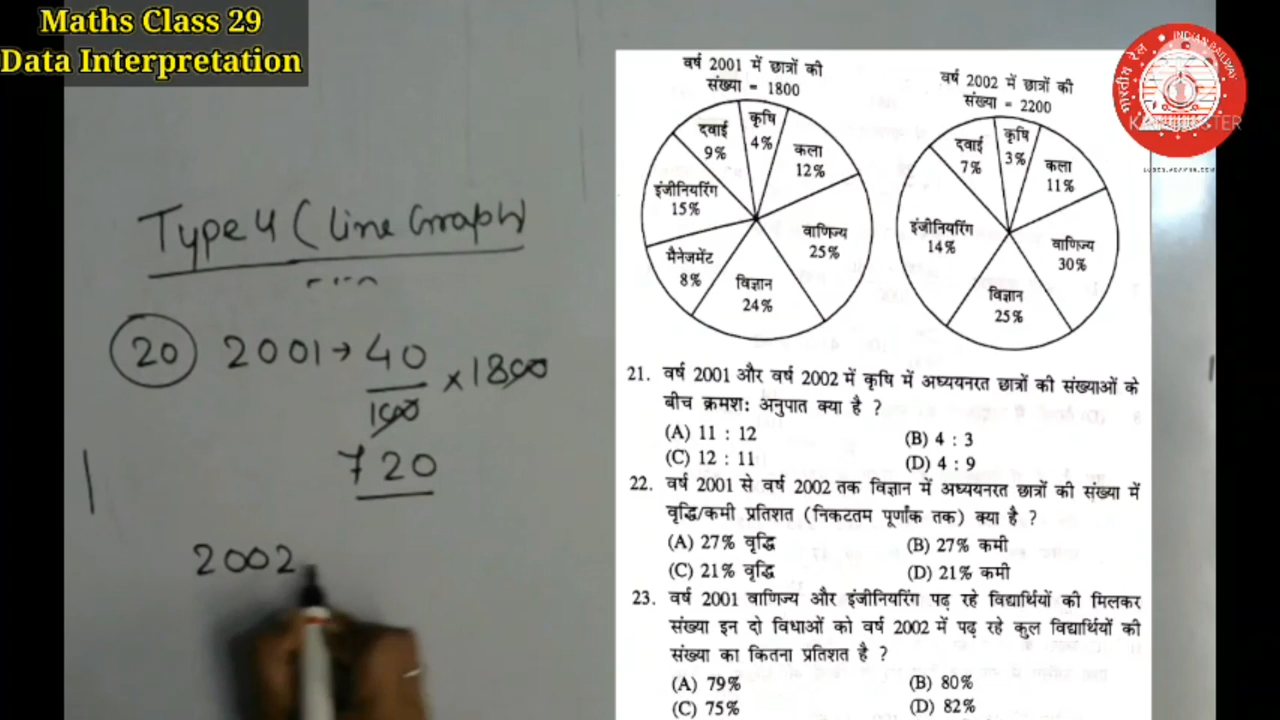 Maths Class 29
Data Interpretation
Type 4 (Line Graph)
20 2001 → 40
100
× 1800
720
2002
वर्ष 2001 में छात्रों की
संख्या = 1800
दवाई
9%
कृषि
4%
कला
12%
इंजीनियरिंग
15%
वाणिज्य
25%
मैनेजमेंट
8%
विज्ञान
24%
वर्ष 2002 में छात्रों की
संख्या = 2200
दवाई
7%
कृषि
3%
कला
11%
इंजीनियरिंग
14%
वाणिज्य
30%
विज्ञान
25%
21. वर्ष 2001 और वर्ष 2002 में कृषि में अध्ययनरत छात्रों की संख्याओं के
बीच क्रमशः अनुपात क्या है ?
(A) 11 : 12 (B) 4 : 3
(C) 12 : 11 (D) 4 : 9
22. वर्ष 2001 से वर्ष 2002 तक विज्ञान में अध्ययनरत छात्रों की संख्या में
वृद्धि/कमी प्रतिशत (निकटतम पूर्णांक तक) क्या है ?
(A) 27% वृद्धि (B) 27% कमी
(C) 21% वृद्धि (D) 21% कमी
23. वर्ष 2001 वाणिज्य और इंजीनियरिंग पढ़ रहे विद्यार्थियों की मिलकर
संख्या इन दो विधाओं को वर्ष 2002 में पढ़ रहे कुल विद्यार्थियों की
संख्या का कितना प्रतिशत है ?
(A) 79% (B) 80%
(C) 75% (D) 82%
भारतीय रेल
INDIAN RAILWAY